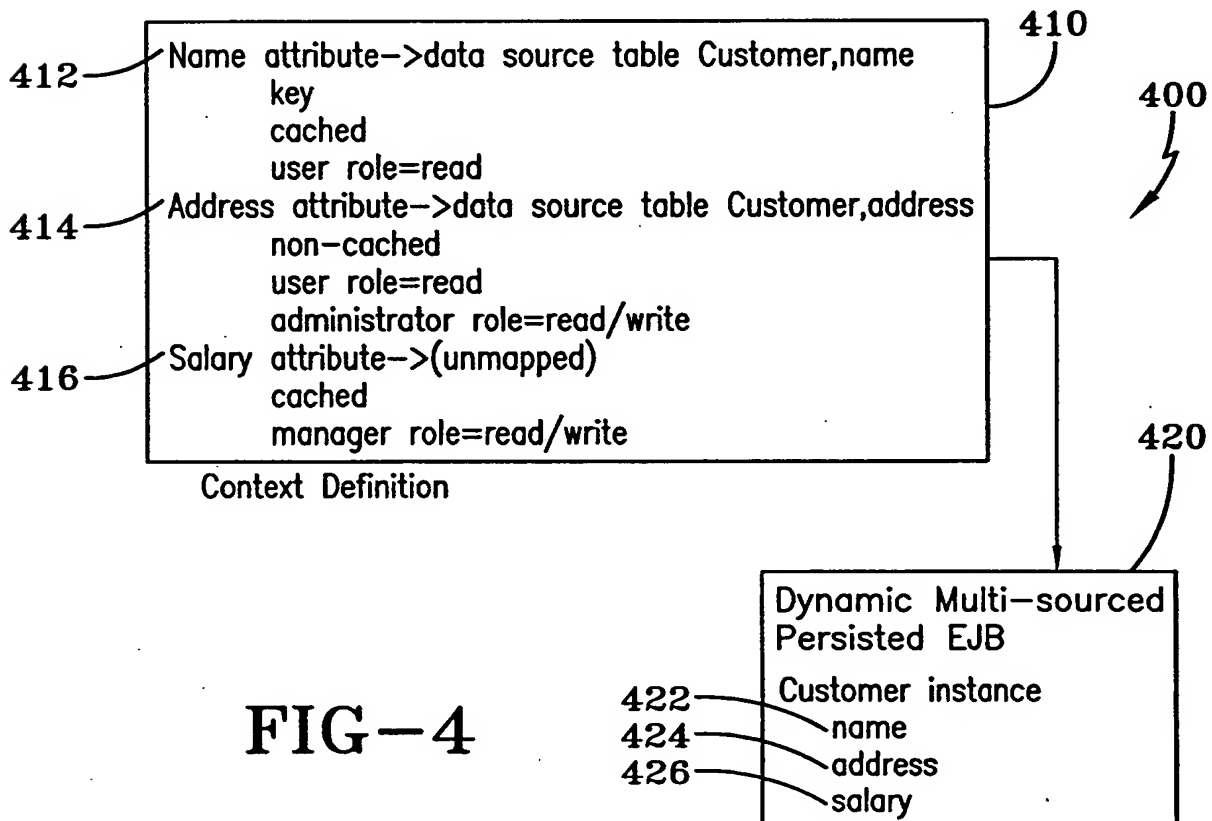 410
412 Name attribute->data source table Customer,name
key
cached
user role=read
400
414 Address attribute->data source table Customer,address
non-cached
user role=read
administrator role=read/write
416 Salary attribute->(unmapped)
cached
manager role=read/write
420
Context Definition
Dynamic Multi-sourced
Persisted EJB
Customer instance
422 name
424 address
426 salary
FIG-4